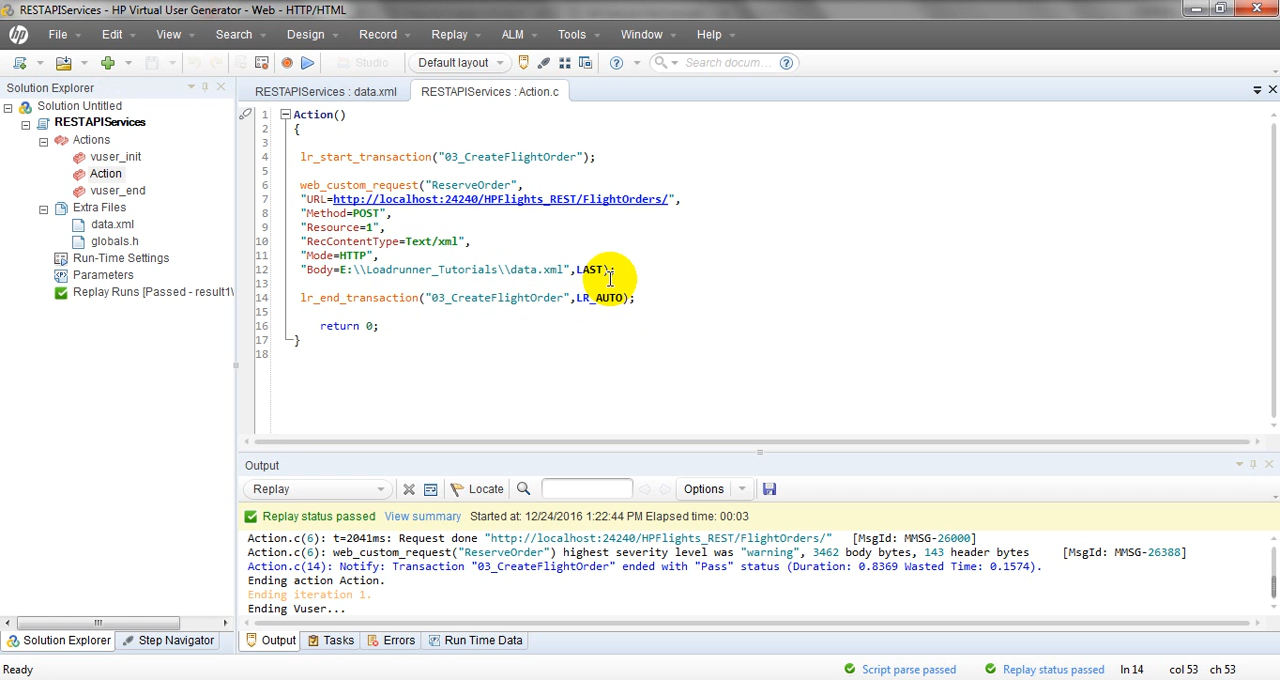 RESTAPIServices - HP Virtual User Generator - Web - HTTP/HTML
hp File Edit View Search Design Record Replay ALM Tools Window Help
Studio Default layout Search docum...
Solution Explorer
Solution Untitled
RESTAPIServices
Actions
vuser_init
Action
vuser_end
Extra Files
data.xml
globals.h
Run-Time Settings
Parameters
Replay Runs [Passed - result1\
Solution Explorer Step Navigator
RESTAPIServices : data.xml RESTAPIServices : Action.c
1 Action()
2 {
3
4 lr_start_transaction("03_CreateFlightOrder");
5
6 web_custom_request("ReserveOrder",
7 "URL=http://localhost:24240/HPFlights_REST/FlightOrders/",
8 "Method=POST",
9 "Resource=1",
10 "RecContentType=Text/xml",
11 "Mode=HTTP",
12 "Body=E:\\Loadrunner_Tutorials\\data.xml",LAST);
13
14 lr_end_transaction("03_CreateFlightOrder",LR_AUTO);
15
16 return 0;
17 }
18
Output
Replay Locate Options
Replay status passed View summary Started at: 12/24/2016 1:22:44 PM Elapsed time: 00:03
Action.c(6): t=2041ms: Request done "http://localhost:24240/HPFlights_REST/FlightOrders/" [MsgId: MMSG-26000]
Action.c(6): web_custom_request("ReserveOrder") highest severity level was "warning", 3462 body bytes, 143 header bytes [MsgId: MMSG-26388]
Action.c(14): Notify: Transaction "03_CreateFlightOrder" ended with "Pass" status (Duration: 0.8369 Wasted Time: 0.1574).
Ending action Action.
Ending iteration 1.
Ending Vuser...
Output Tasks Errors Run Time Data
Ready Script parse passed Replay status passed ln 14 col 53 ch 53